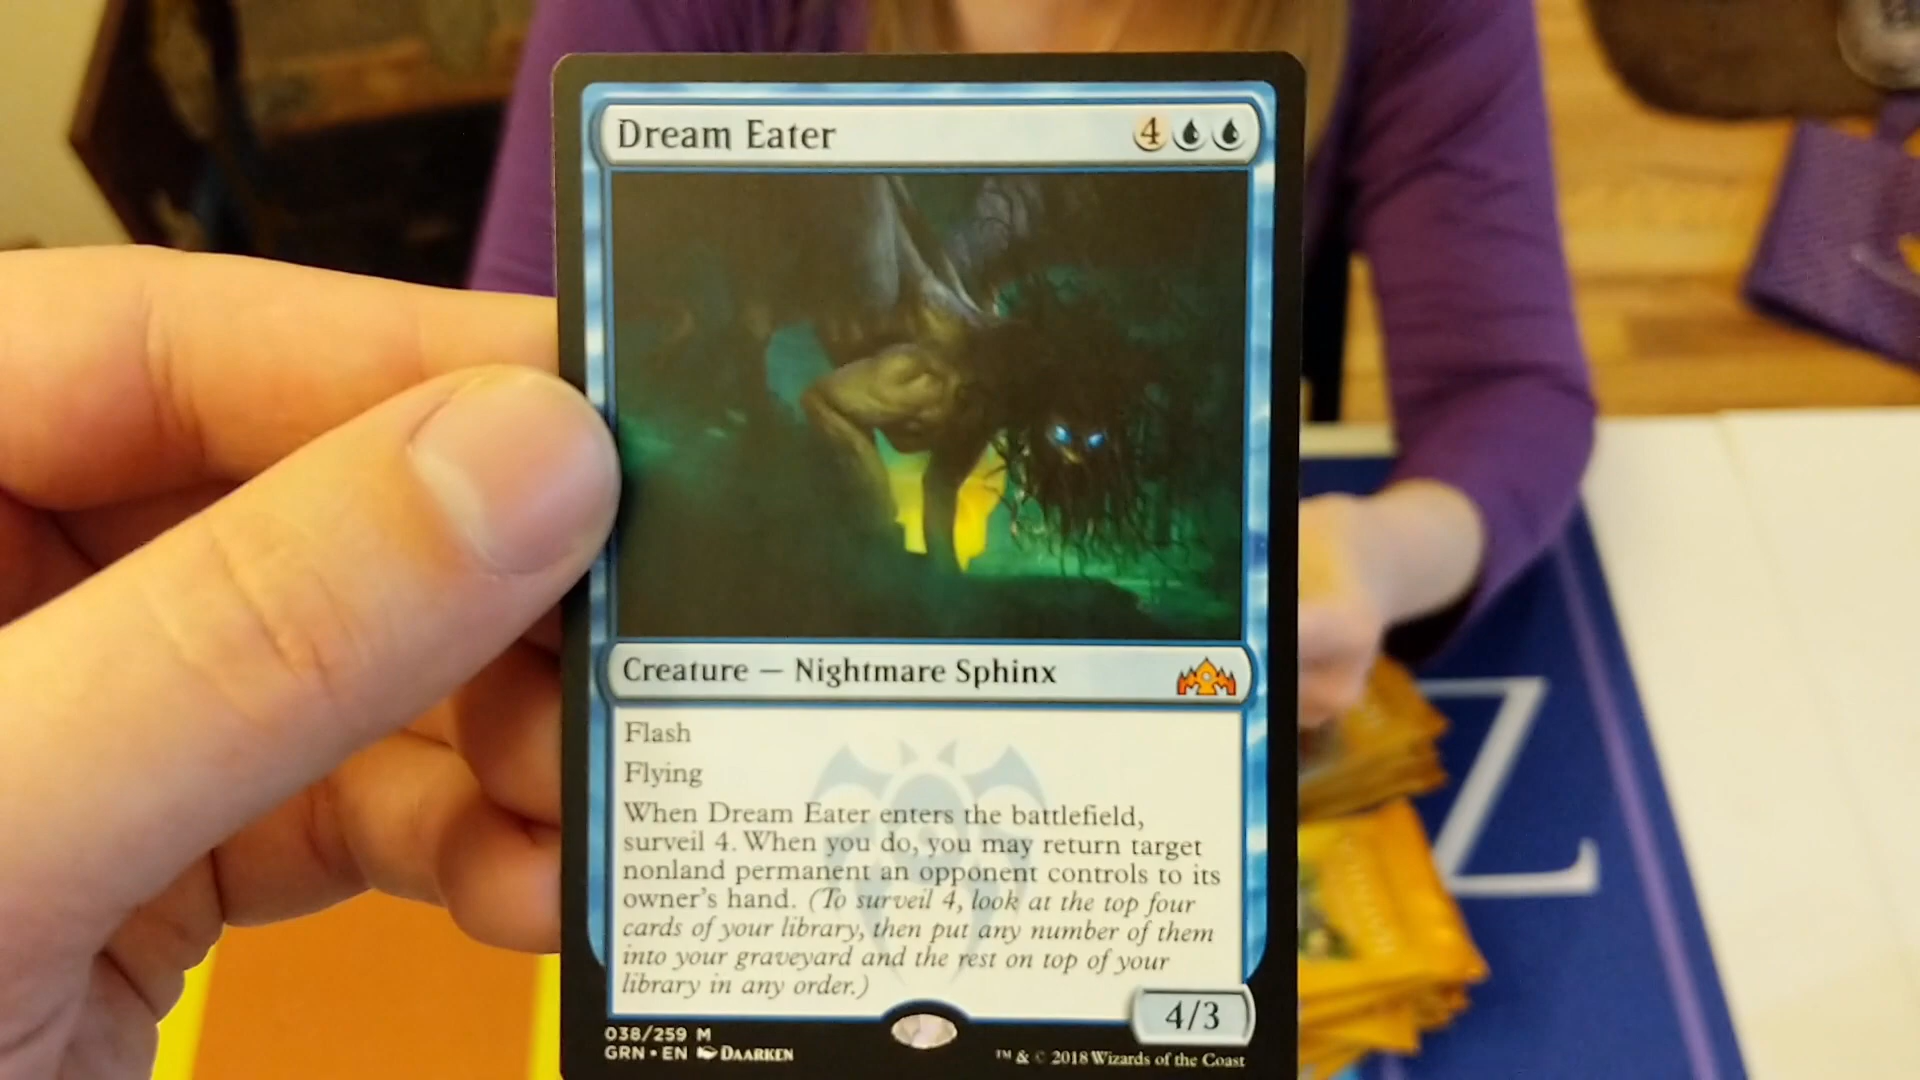 Dream Eater 4
Creature — Nightmare Sphinx
Flash
Flying
When Dream Eater enters the battlefield,
surveil 4. When you do, you may return target
nonland permanent an opponent controls to its
owner's hand. (To surveil 4, look at the top four
cards of your library, then put any number of them
into your graveyard and the rest on top of your
library in any order.)
4/3
038/259 M
GRN • EN DAARKEN
™ & © 2018 Wizards of the Coast
Z